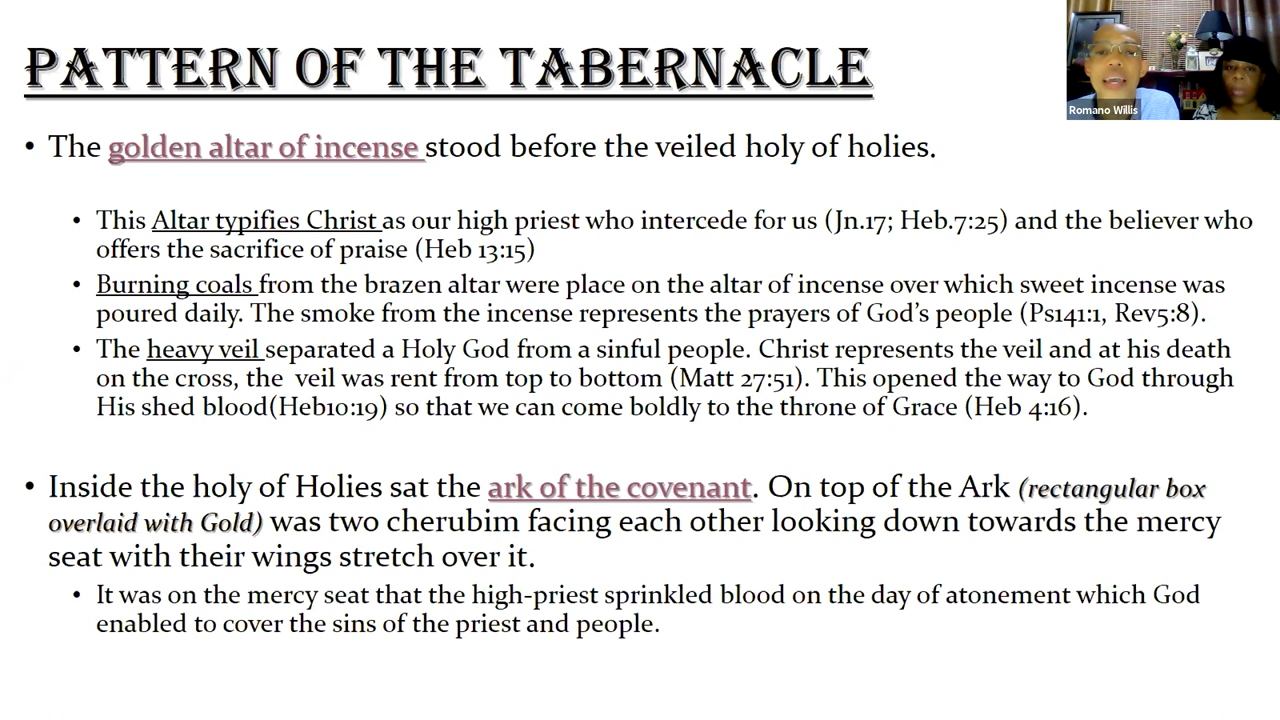 PATTERN OF THE TABERNACLE
Romano Willis
• The golden altar of incense stood before the veiled holy of holies.
• This Altar typifies Christ as our high priest who intercede for us (Jn.17; Heb.7:25) and the believer who
offers the sacrifice of praise (Heb 13:15)
• Burning coals from the brazen altar were place on the altar of incense over which sweet incense was
poured daily. The smoke from the incense represents the prayers of God’s people (Ps141:1, Rev5:8).
• The heavy veil separated a Holy God from a sinful people. Christ represents the veil and at his death
on the cross, the  veil was rent from top to bottom (Matt 27:51). This opened the way to God through
His shed blood(Heb10:19) so that we can come boldly to the throne of Grace (Heb 4:16).
• Inside the holy of Holies sat the ark of the covenant. On top of the Ark (rectangular box
overlaid with Gold) was two cherubim facing each other looking down towards the mercy
seat with their wings stretch over it.
• It was on the mercy seat that the high-priest sprinkled blood on the day of atonement which God
enabled to cover the sins of the priest and people.